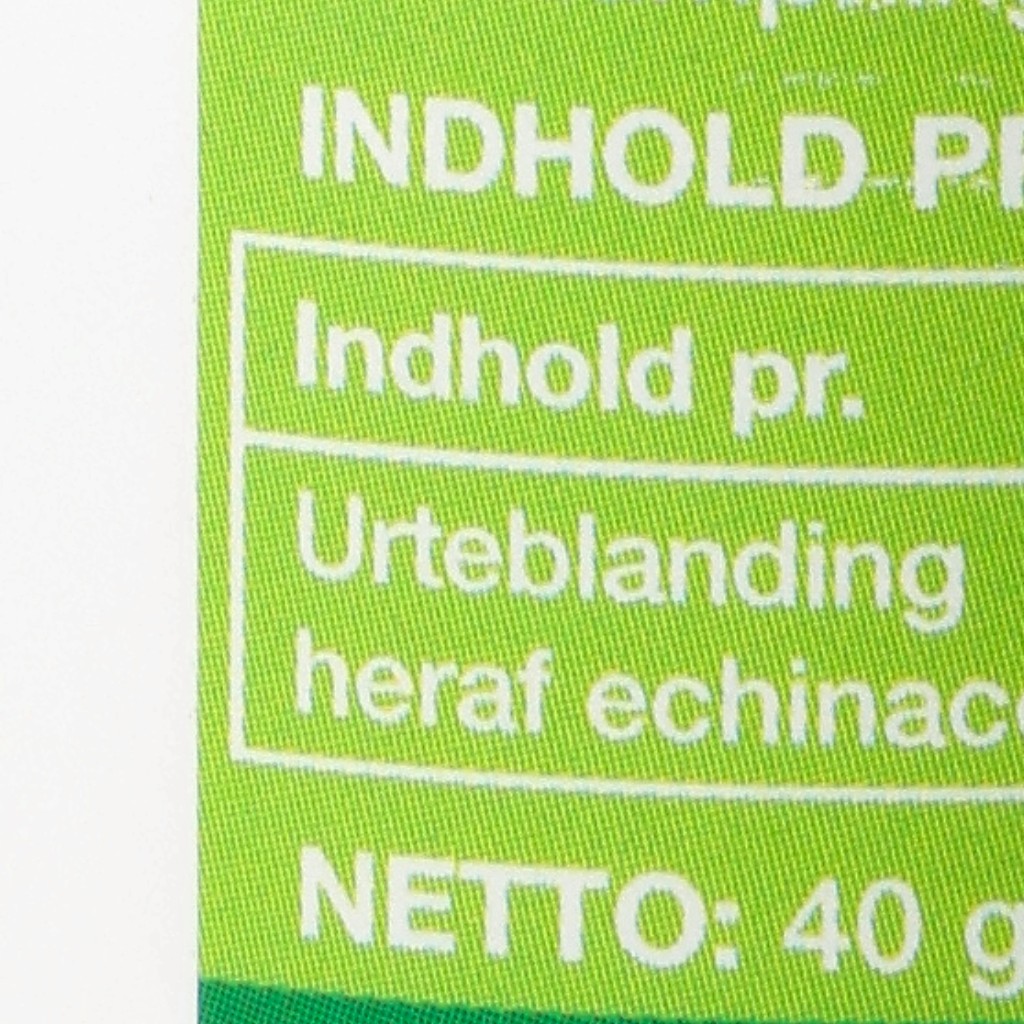 INDHOLD
Indhold pr.
Urteblanding
heraf
NETTO: 40 g